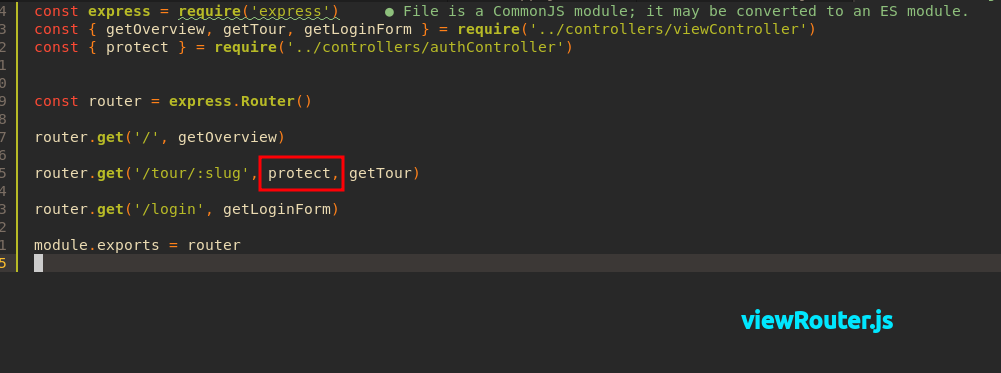 4 const express = require('express') ● File is a CommonJS module; it may be converted to an ES module.
3 const { getOverview, getTour, getLoginForm } = require('../controllers/viewController')
2 const { protect } = require('../controllers/authController')
1
0
9 const router = express.Router()
8
7 router.get('/', getOverview)
6
5 router.get('/tour/:slug', protect, getTour)
4
3 router.get('/login', getLoginForm)
2
1 module.exports = router
5
viewRouter.js